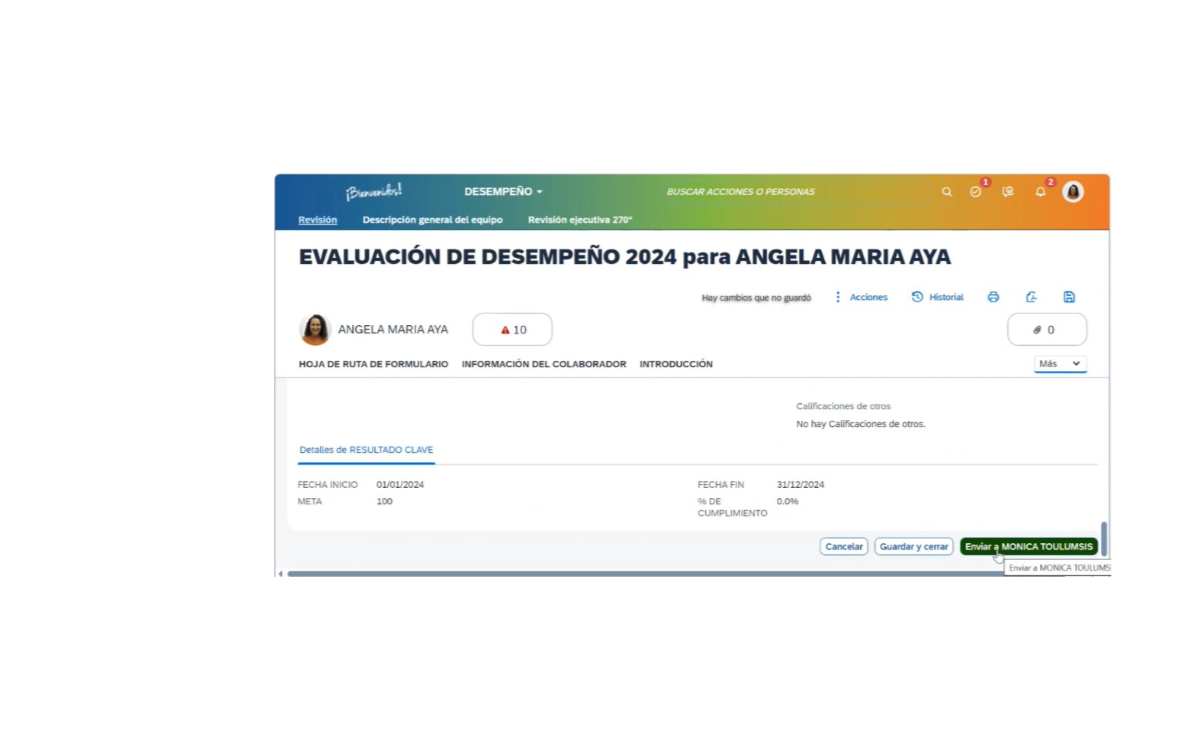 ¡Bienvenidos!
DESEMPEÑO
BUSCAR ACCIONES O PERSONAS
1
2
Revisión
Descripción general del equipo
Revisión ejecutiva 270°
EVALUACIÓN DE DESEMPEÑO 2024 para ANGELA MARIA AYA
Hay cambios que no guardó
Acciones
Historial
ANGELA MARIA AYA
10
0
HOJA DE RUTA DE FORMULARIO
INFORMACIÓN DEL COLABORADOR
INTRODUCCIÓN
Más
Calificaciones de otros
No hay Calificaciones de otros.
Detalles de RESULTADO CLAVE
FECHA INICIO 01/01/2024
FECHA FIN 31/12/2024
META 100
% DE CUMPLIMIENTO 0.0%
Cancelar
Guardar y cerrar
Enviar a MONICA TOULUMSIS
Enviar a MONICA TOULUMS